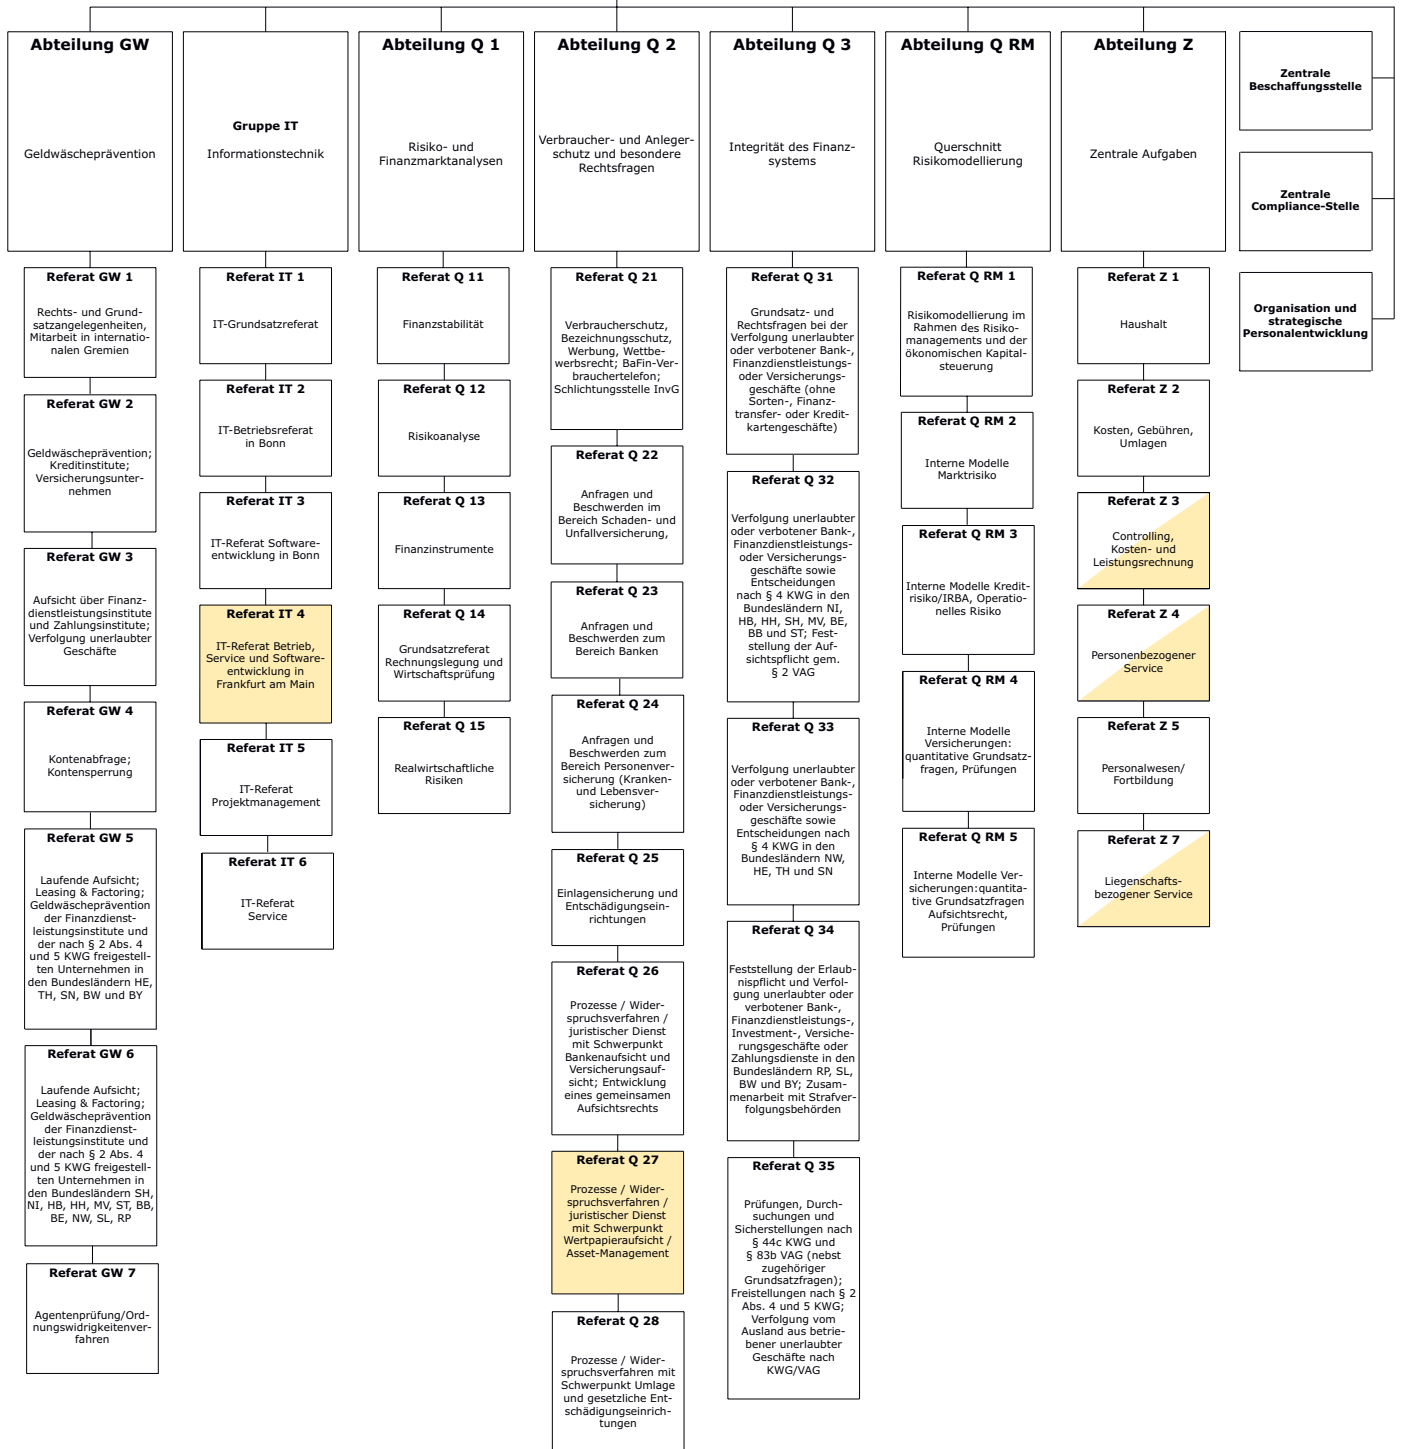 Abteilung GW
Geldwäscheprävention
Referat GW 1
Rechts- und Grund-
satzangelegenheiten,
Mitarbeit in internatio-
nalen Gremien
Referat GW 2
Geldwäscheprävention;
Kreditinstitute;
Versicherungsunter-
nehmen
Referat GW 3
Aufsicht über Finanz-
dienstleistungsinstitute
und Zahlungsinstitute;
Verfolgung unerlaubter
Geschäfte
Referat GW 4
Kontenabfrage;
Kontensperrung
Referat GW 5
Laufende Aufsicht;
Leasing & Factoring;
Geldwäscheprävention
der Finanzdienst-
leistungsinstitute und
der nach § 2 Abs. 4
und 5 KWG freigestell-
ten Unternehmen in
den Bundesländern HE,
TH, SN, BW und BY
Referat GW 6
Laufende Aufsicht;
Leasing & Factoring;
Geldwäscheprävention
der Finanzdienst-
leistungsinstitute und
der nach § 2 Abs. 4
und 5 KWG freigestell-
ten Unternehmen in
den Bundesländern SH,
NI, HB, HH, MV, ST, BB,
BE, NW, SL, RP
Referat GW 7
Agentenprüfung/Ord-
nungswidrigkeitenver-
fahren
Gruppe IT
Informationstechnik
Referat IT 1
IT-Grundsatzreferat
Referat IT 2
IT-Betriebsreferat
in Bonn
Referat IT 3
IT-Referat Software-
entwicklung in Bonn
Referat IT 4
IT-Referat Betrieb,
Service und Software-
entwicklung in
Frankfurt am Main
Referat IT 5
IT-Referat
Projektmanagement
Referat IT 6
IT-Referat
Service
Abteilung Q 1
Risiko- und
Finanzmarktanalysen
Referat Q 11
Finanzstabilität
Referat Q 12
Risikoanalyse
Referat Q 13
Finanzinstrumente
Referat Q 14
Grundsatzreferat
Rechnungslegung und
Wirtschaftsprüfung
Referat Q 15
Realwirtschaftliche
Risiken
Abteilung Q 2
Verbraucher- und Anleger-
schutz und besondere
Rechtsfragen
Referat Q 21
Verbraucherschutz,
Bezeichnungsschutz,
Werbung, Wettbe-
werbsrecht; BaFin-Ver-
brauchertelefon;
Schlichtungsstelle InvG
Referat Q 22
Anfragen und
Beschwerden im
Bereich Schaden- und
Unfallversicherung,
Referat Q 23
Anfragen und
Beschwerden zum
Bereich Banken
Referat Q 24
Anfragen und
Beschwerden zum
Bereich Personenver-
sicherung (Kranken-
und Lebensver-
sicherung)
Referat Q 25
Einlagensicherung und
Entschädigungsein-
richtungen
Referat Q 26
Prozesse / Wider-
spruchsverfahren /
juristischer Dienst
mit Schwerpunkt
Bankenaufsicht und
Versicherungsauf-
sicht; Entwicklung
eines gemeinsamen
Aufsichtsrechts
Referat Q 27
Prozesse / Wider-
spruchsverfahren /
juristischer Dienst
mit Schwerpunkt
Wertpapieraufsicht /
Asset-Management
Referat Q 28
Prozesse / Wider-
spruchsverfahren mit
Schwerpunkt Umlage
und gesetzliche Ent-
schädigungseinrich-
tungen
Abteilung Q 3
Integrität des Finanz-
systems
Referat Q 31
Grundsatz- und
Rechtsfragen bei der
Verfolgung unerlaubter
oder verbotener Bank-,
Finanzdienstleistungs-
oder Versicherungs-
geschäfte (ohne
Sorten-, Finanz-
transfer- oder Kredit-
kartengeschäfte)
Referat Q 32
Verfolgung unerlaubter
oder verbotener Bank-,
Finanzdienstleistungs-
oder Versicherungs-
geschäfte sowie
Entscheidungen
nach § 4 KWG in den
Bundesländern NI,
HB, HH, SH, MV, BE,
BB und ST; Fest-
stellung der Auf-
sichtspflicht gem.
§ 2 VAG
Referat Q 33
Verfolgung unerlaubter
oder verbotener Bank-,
Finanzdienstleistungs-
oder Versicherungs-
geschäfte sowie
Entscheidungen nach
§ 4 KWG in den
Bundesländern NW,
HE, TH und SN
Referat Q 34
Feststellung der Erlaub-
nispflicht und Verfol-
gung unerlaubter oder
verbotener Bank-,
Finanzdienstleistungs-,
Investment-, Versiche-
rungsgeschäfte oder
Zahlungsdienste in den
Bundesländern RP, SL,
BW und BY; Zusam-
menarbeit mit Strafver-
folgungsbehörden
Referat Q 35
Prüfungen, Durch-
suchungen und
Sicherstellungen nach
§ 44c KWG und
§ 83b VAG (nebst
zugehöriger
Grundsatzfragen);
Freistellungen nach § 2
Abs. 4 und 5 KWG;
Verfolgung vom
Ausland aus betrie-
bener unerlaubter
Geschäfte nach
KWG/VAG
Abteilung Q RM
Querschnitt
Risikomodellierung
Referat Q RM 1
Risikomodellierung im
Rahmen des Risiko-
managements und der
ökonomischen Kapital-
steuerung
Referat Q RM 2
Interne Modelle
Marktrisiko
Referat Q RM 3
Interne Modelle Kredit-
risiko/IRBA, Operatio-
nelles Risiko
Referat Q RM 4
Interne Modelle
Versicherungen:
quantitative Grundsatz-
fragen, Prüfungen
Referat Q RM 5
Interne Modelle Ver-
sicherungen:quantita-
tive Grundsatzfragen
Aufsichtsrecht,
Prüfungen
Abteilung Z
Zentrale Aufgaben
Referat Z 1
Haushalt
Referat Z 2
Kosten, Gebühren,
Umlagen
Referat Z 3
Controlling,
Kosten- und
Leistungsrechnung
Referat Z 4
Personenbezogener
Service
Referat Z 5
Personalwesen/
Fortbildung
Referat Z 7
Liegenschafts-
bezogener Service
Zentrale
Beschaffungsstelle
Zentrale
Compliance-Stelle
Organisation und
strategische
Personalentwicklung